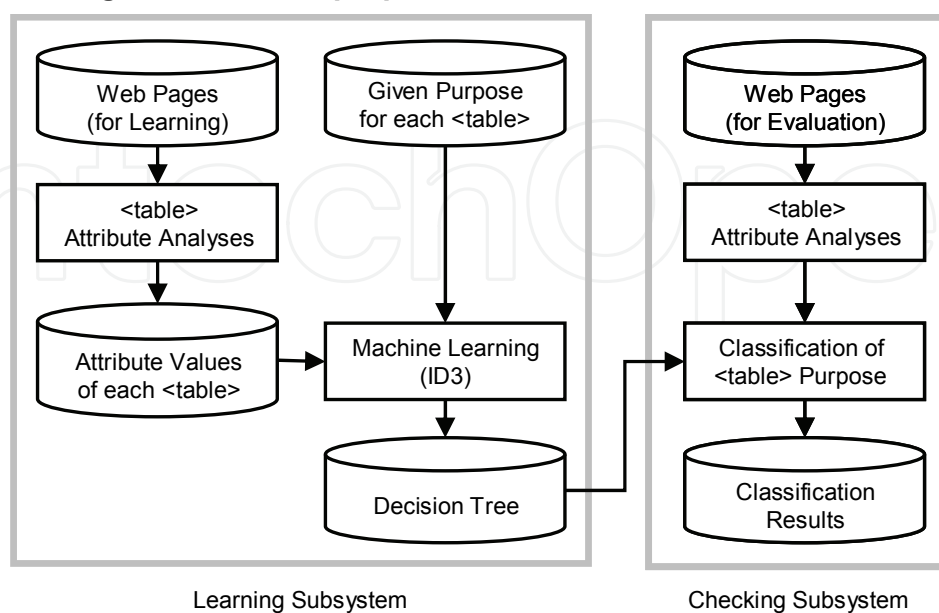 Web Pages
(for Learning)
Given Purpose
for each <table>
Web Pages
(for Evaluation)
<table>
Attribute Analyses
<table>
Attribute Analyses
Attribute Values
of each <table>
Machine Learning
(ID3)
Classification of
<table> Purpose
Decision Tree
Classification
Results
Learning Subsystem
Checking Subsystem